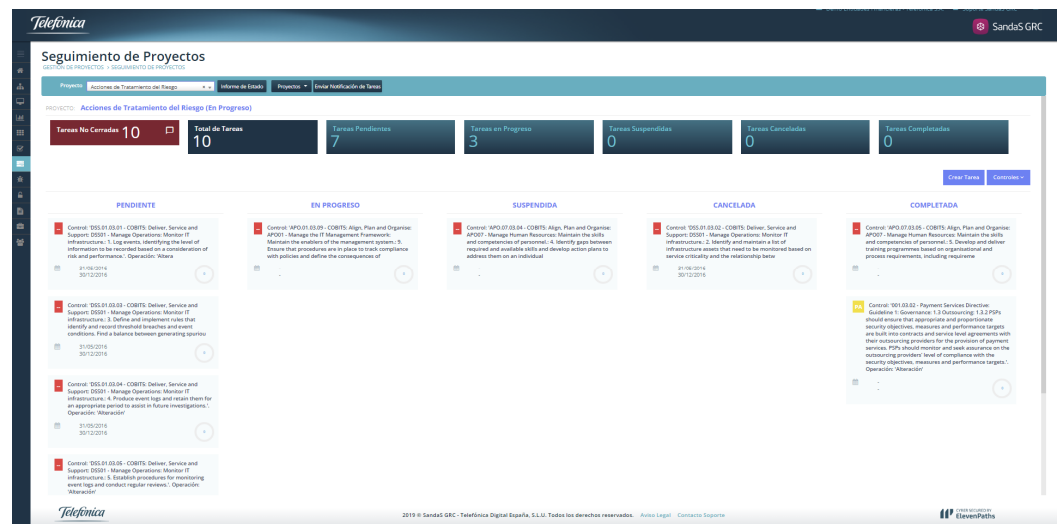 Telefónica
SandaS GRC
Seguimiento de Proyectos
GESTIÓN DE PROYECTOS > SEGUIMIENTO DE PROYECTOS
Proyecto Acciones de Tratamiento del Riesgo Informe de Estado Proyectos Enviar Notificación de Tareas
PROYECTO: Acciones de Tratamiento del Riesgo (En Progreso)
Tareas No Cerradas 10
Total de Tareas
10
Tareas Pendientes
7
Tareas en Progreso
3
Tareas Suspendidas
0
Tareas Canceladas
0
Tareas Completadas
0
Crear Tarea Controles
PENDIENTE
Control: 'DSS.01.03.01 - COBIT5: Deliver, Service and
Support: DSS01 - Manage Operations: Monitor IT
infrastructure.: 1. Log events, identifying the level of
information to be recorded based on a consideration of
risk and performance.'. Operación: 'Altera
31/05/2016
30/12/2016
Control: 'DSS.01.03.03 - COBIT5: Deliver, Service and
Support: DSS01 - Manage Operations: Monitor IT
infrastructure.: 3. Define and implement rules that
identify and record threshold breaches and event
conditions. Find a balance between generating spuriou
31/05/2016
30/12/2016
Control: 'DSS.01.03.04 - COBIT5: Deliver, Service and
Support: DSS01 - Manage Operations: Monitor IT
infrastructure.: 4. Produce event logs and retain them for
an appropriate period to assist in future investigations.'.
Operación: 'Alteración'
31/05/2016
30/12/2016
Control: 'DSS.01.03.05 - COBIT5: Deliver, Service and
Support: DSS01 - Manage Operations: Monitor IT
infrastructure.: 5. Establish procedures for monitoring
event logs and conduct regular reviews.'. Operación:
'Alteración'
EN PROGRESO
Control: 'APO.01.03.09 - COBIT5: Align, Plan and Organise:
APO01 - Manage the IT Management Framework:
Maintain the enablers of the management system.: 9.
Ensure that procedures are in place to track compliance
with policies and define the consequences of
-
SUSPENDIDA
Control: 'APO.07.03.04 - COBIT5: Align, Plan and Organise:
APO07 - Manage Human Resources: Maintain the skills
and competencies of personnel.: 4. Identify gaps between
required and available skills and develop action plans to
address them on an individual
-
CANCELADA
Control: 'DSS.01.03.02 - COBIT5: Deliver, Service and
Support: DSS01 - Manage Operations: Monitor IT
infrastructure.: 2. Identify and maintain a list of
infrastructure assets that need to be monitored based on
service criticality and the relationship betw
31/05/2016
30/12/2016
COMPLETADA
Control: 'APO.07.03.05 - COBIT5: Align, Plan and Organise:
APO07 - Manage Human Resources: Maintain the skills
and competencies of personnel.: 5. Develop and deliver
training programmes based on organisational and
process requirements, including requireme
-
Control: '001.03.02 - Payment Services Directive:
Guideline 1: Governance: 1.3 Outsourcing: 1.3.2 PSPs
should ensure that appropriate and proportionate
security objectives, measures and performance targets
are built into contracts and service level agreements with
their outsourcing providers for the provision of payment
services. PSPs should monitor and seek assurance on the
outsourcing providers' level of compliance with the
security objectives, measures and performance targets.'.
Operación: 'Alteración'
-
-
Telefónica
2019 © SandaS GRC - Telefónica Digital España, S.L.U. Todos los derechos reservados. Aviso Legal Contacto Soporte
CYBER SECURED BY
ElevenPaths